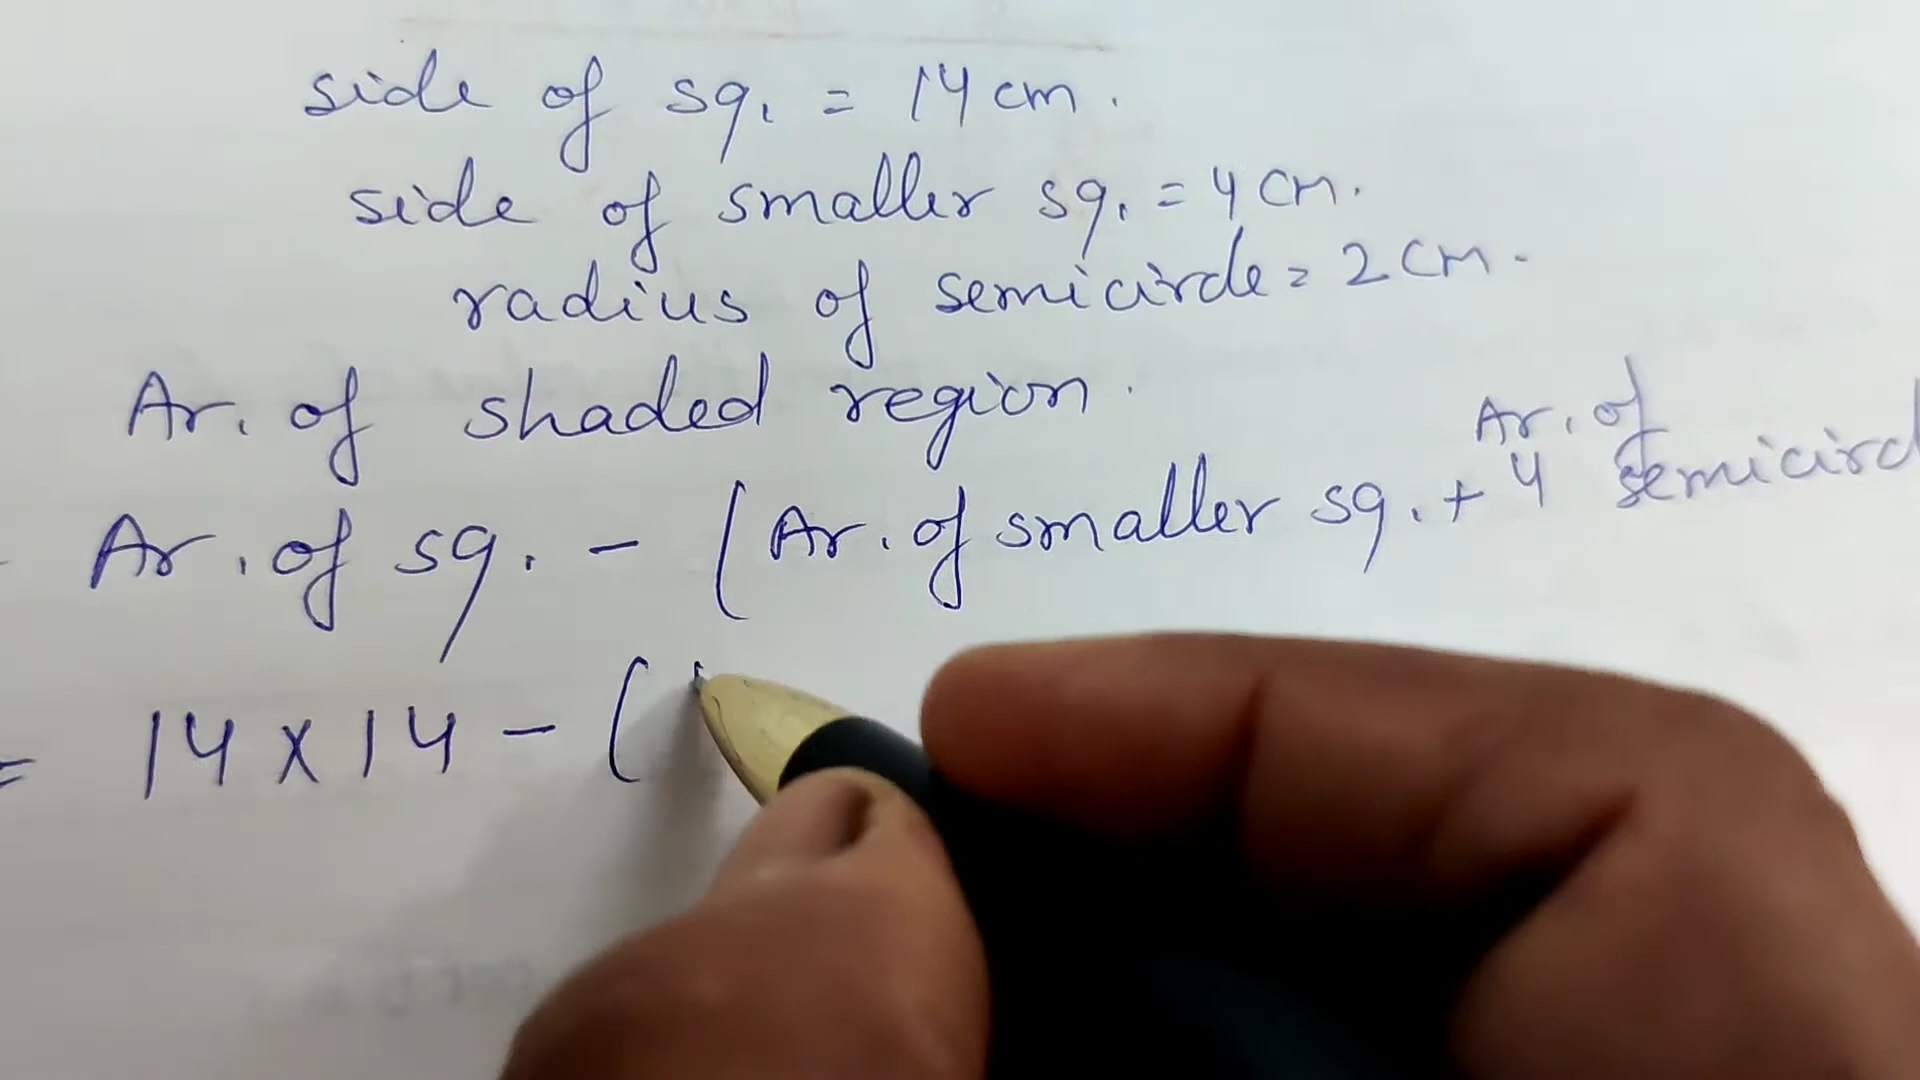 side of sq. = 14 cm.
side of smaller sq. = 4 cm.
radius of semicircle = 2 cm.
Ar. of shaded region.
Ar. of sq. - (Ar. of smaller sq. + 4 Ar. of semicircl
= 14 x 14 - (